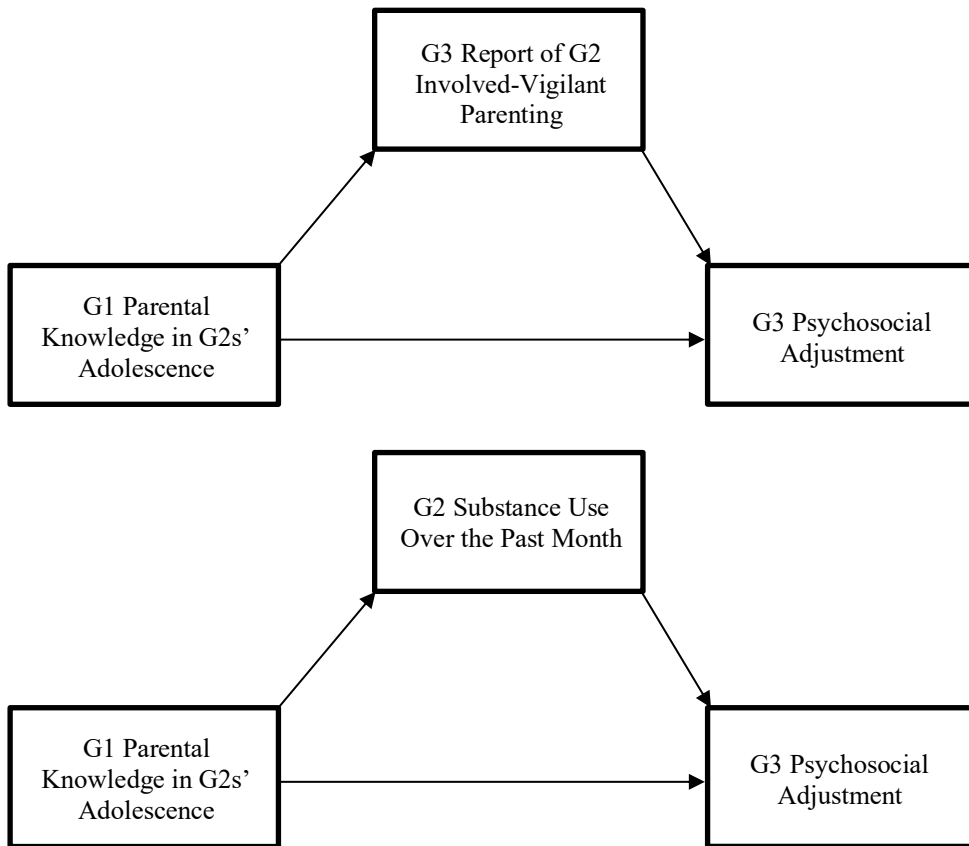 G3 Report of G2
Involved-Vigilant
Parenting
G1 Parental
Knowledge in G2s’
Adolescence
G3 Psychosocial
Adjustment
G2 Substance Use
Over the Past Month
G1 Parental
Knowledge in G2s’
Adolescence
G3 Psychosocial
Adjustment